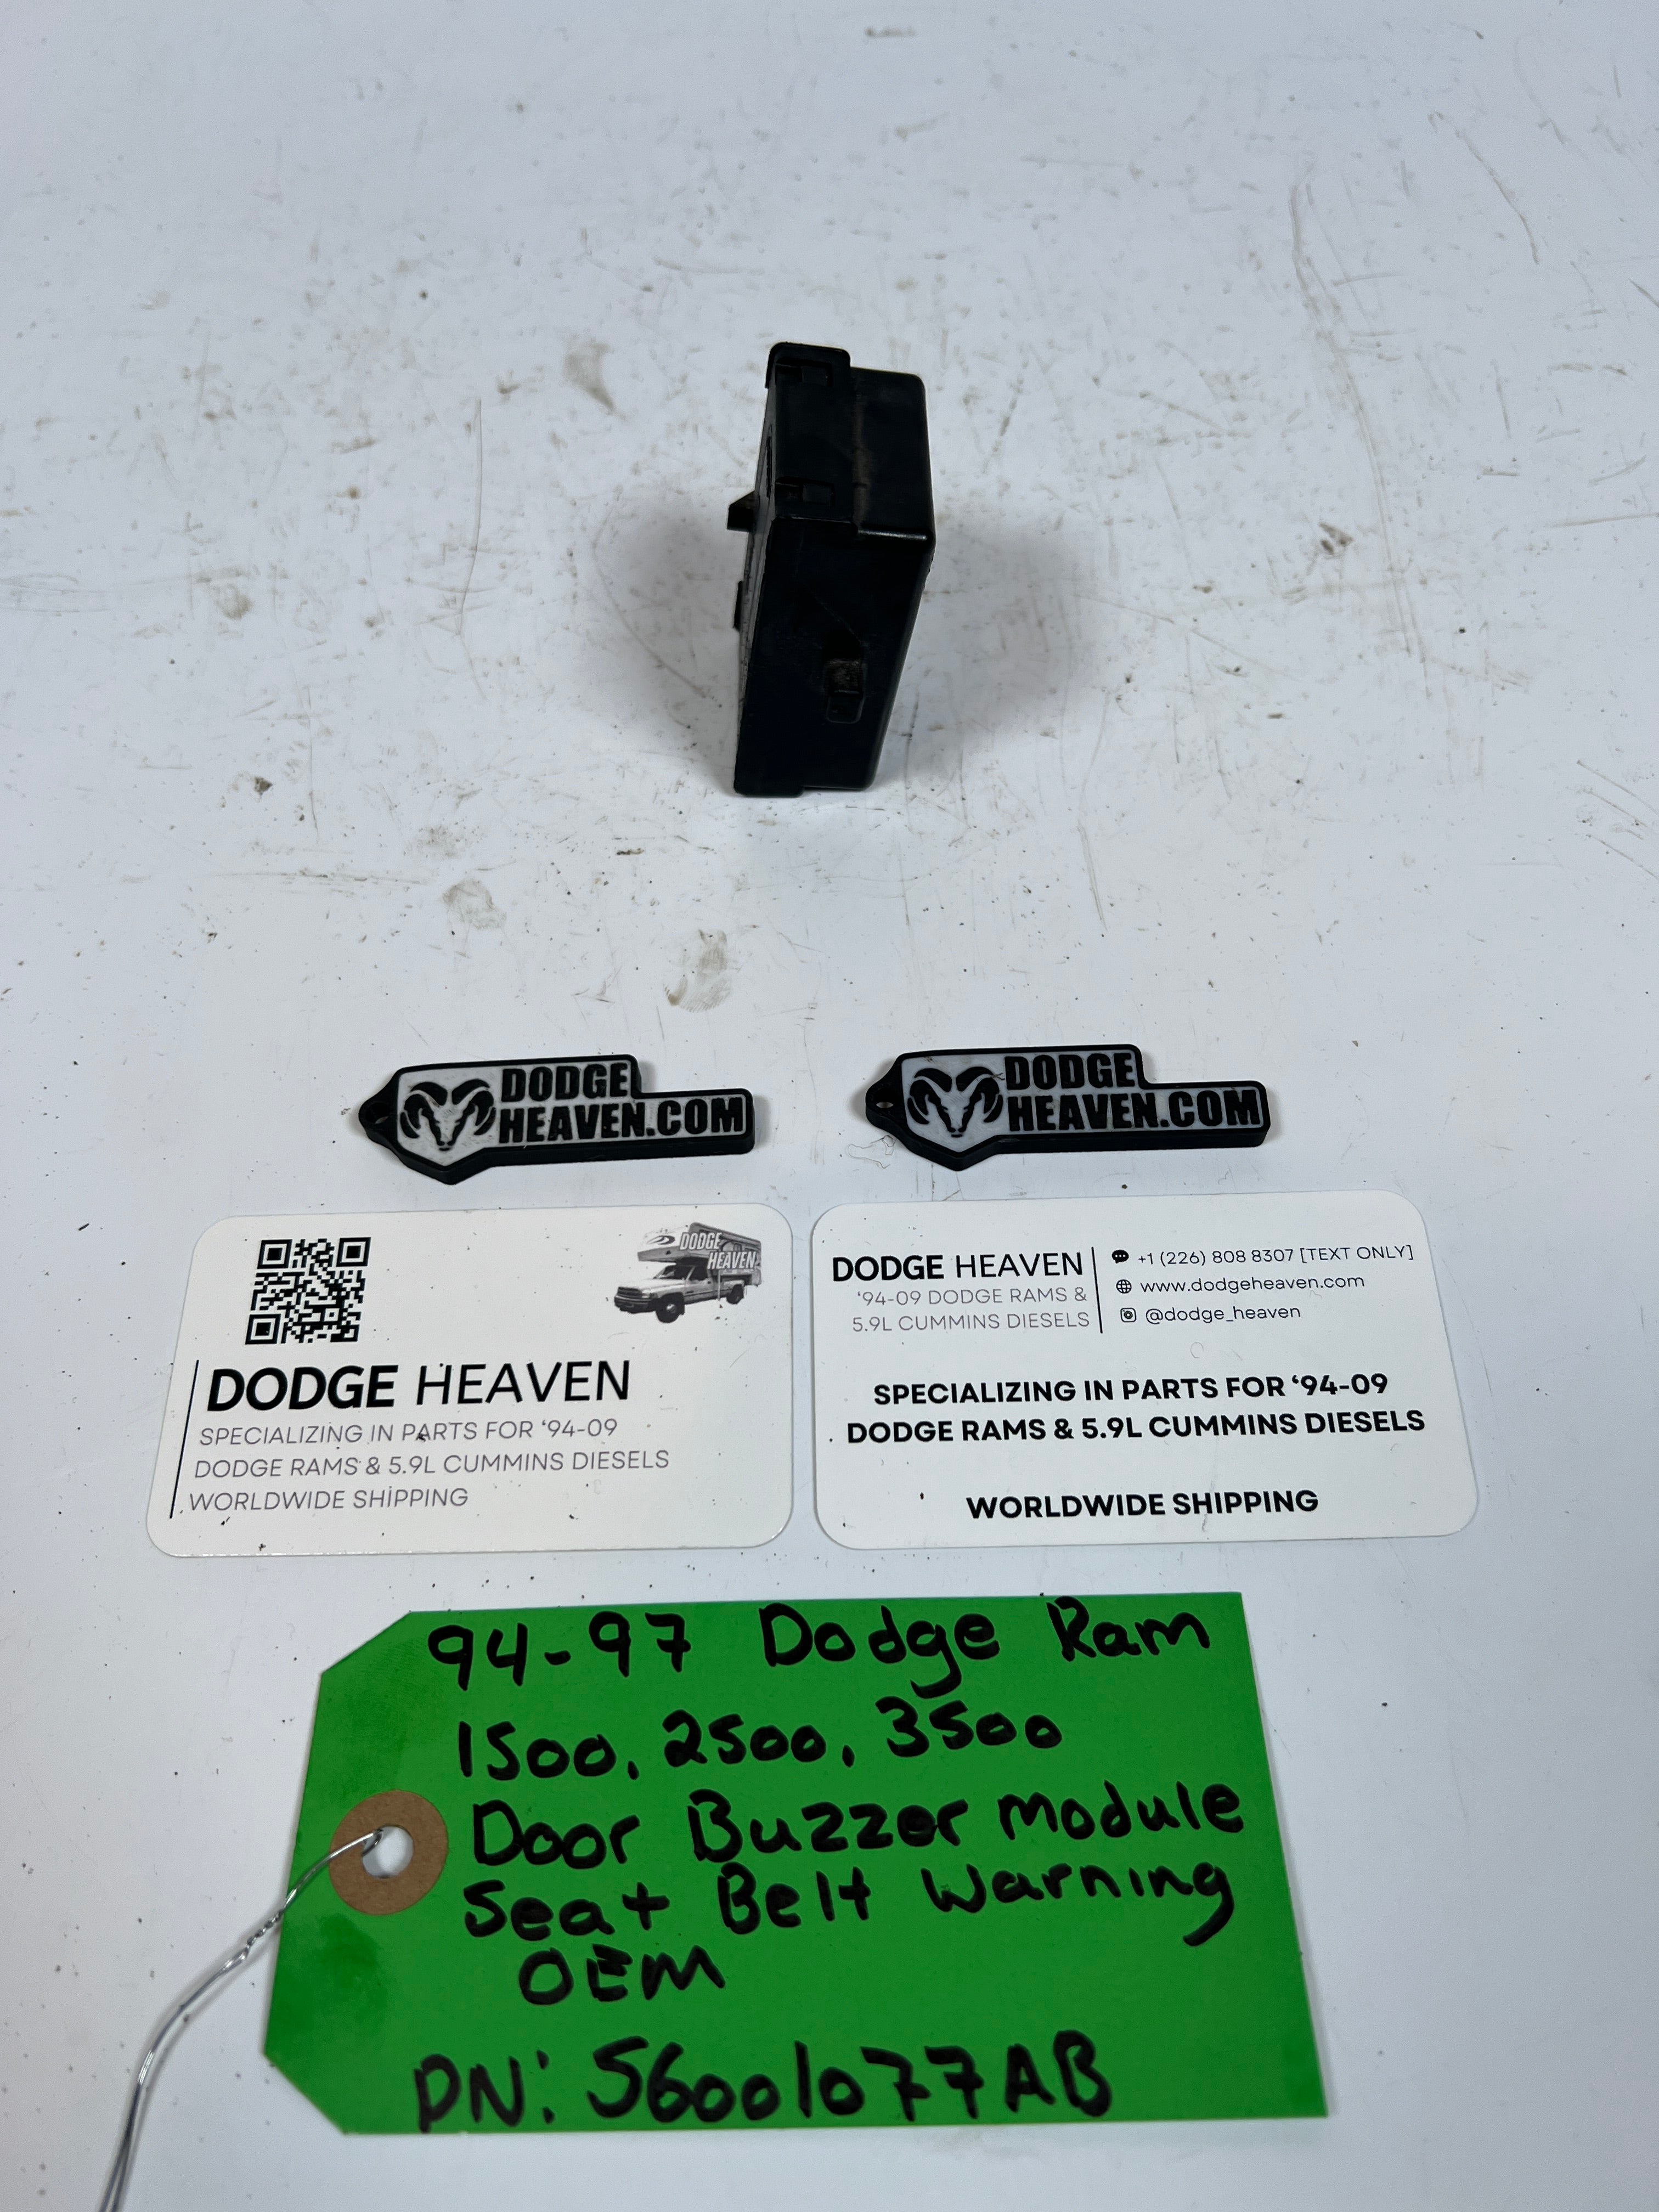 DODGE
HEAVEN.COM
DODGE
HEAVEN.COM
DODGE
HEAVEN
DODGE HEAVEN
SPECIALIZING IN PARTS FOR ‘94-09
DODGE RAMS & 5.9L CUMMINS DIESELS
WORLDWIDE SHIPPING
DODGE HEAVEN
‘94-09 DODGE RAMS &
5.9L CUMMINS DIESELS
+1 (226) 808 8307 [TEXT ONLY]
www.dodgeheaven.com
@dodge_heaven
SPECIALIZING IN PARTS FOR ‘94-09
DODGE RAMS & 5.9L CUMMINS DIESELS
WORLDWIDE SHIPPING
94-97 Dodge Ram
1500, 2500, 3500
Door Buzzer Module
Seat Belt Warning
OEM
PN: 56001077AB